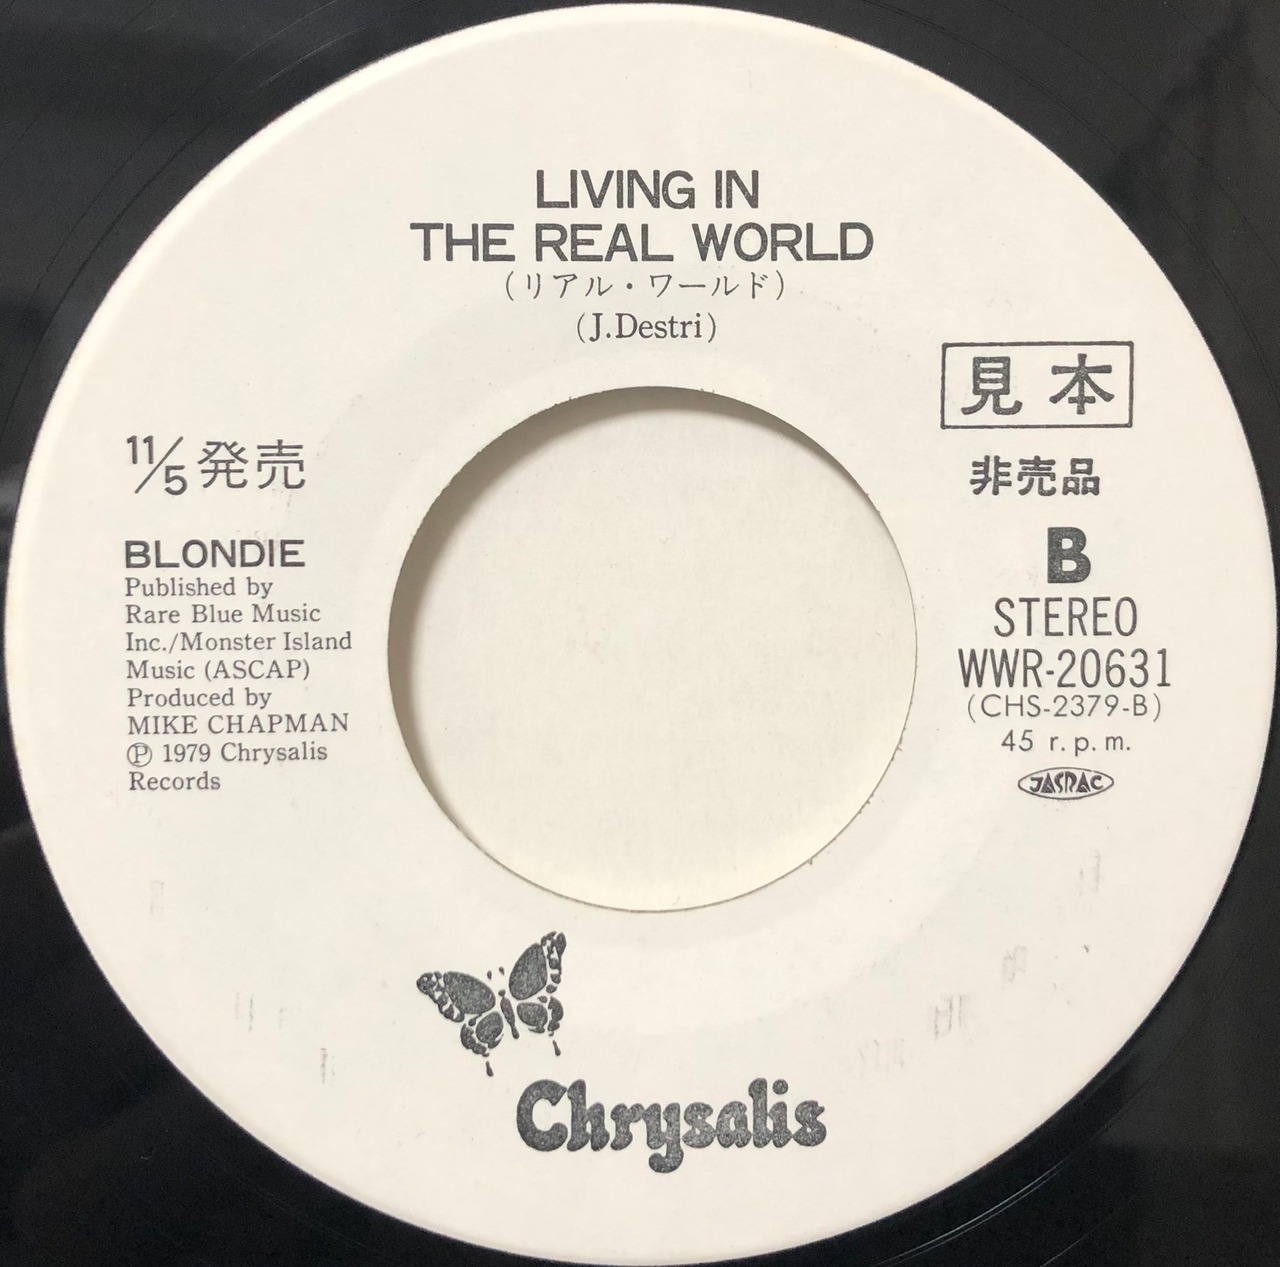 LIVING IN
THE REAL WORLD
(リアル・ワールド)
(J.Destri)
11/5発売
BLONDIE
Published by
Rare Blue Music
Inc./Monster Island
Music (ASCAP)
Produced by
MIKE CHAPMAN
Ⓟ 1979 Chrysalis
Records
見本
非売品
B
STEREO
WWR-20631
(CHS-2379-B)
45 r.p.m.
JASRAC
Chrysalis